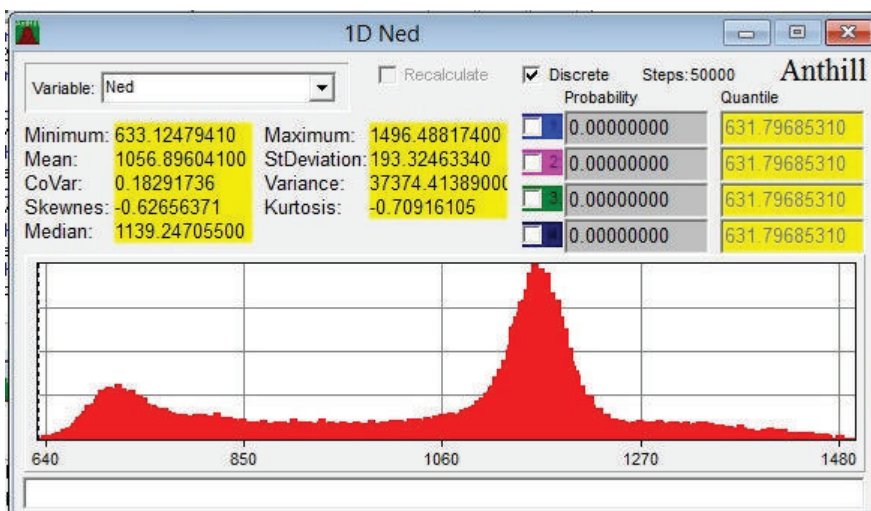 1D Ned
Variable: Ned
Recalculate
Discrete
Steps:50000
Anthill
Probability
Quantile
Minimum: 633.12479410 Maximum: 1496.48817400
Mean: 1056.89604100 StDeviation: 193.32463340
CoVar: 0.18291736 Variance: 37374.41389000
Skewnes: -0.62656371 Kurtosis: -0.70916105
Median: 1139.24705500
1 0.00000000 631.79685310
2 0.00000000 631.79685310
3 0.00000000 631.79685310
0.00000000 631.79685310
640 850 1060 1270 1480